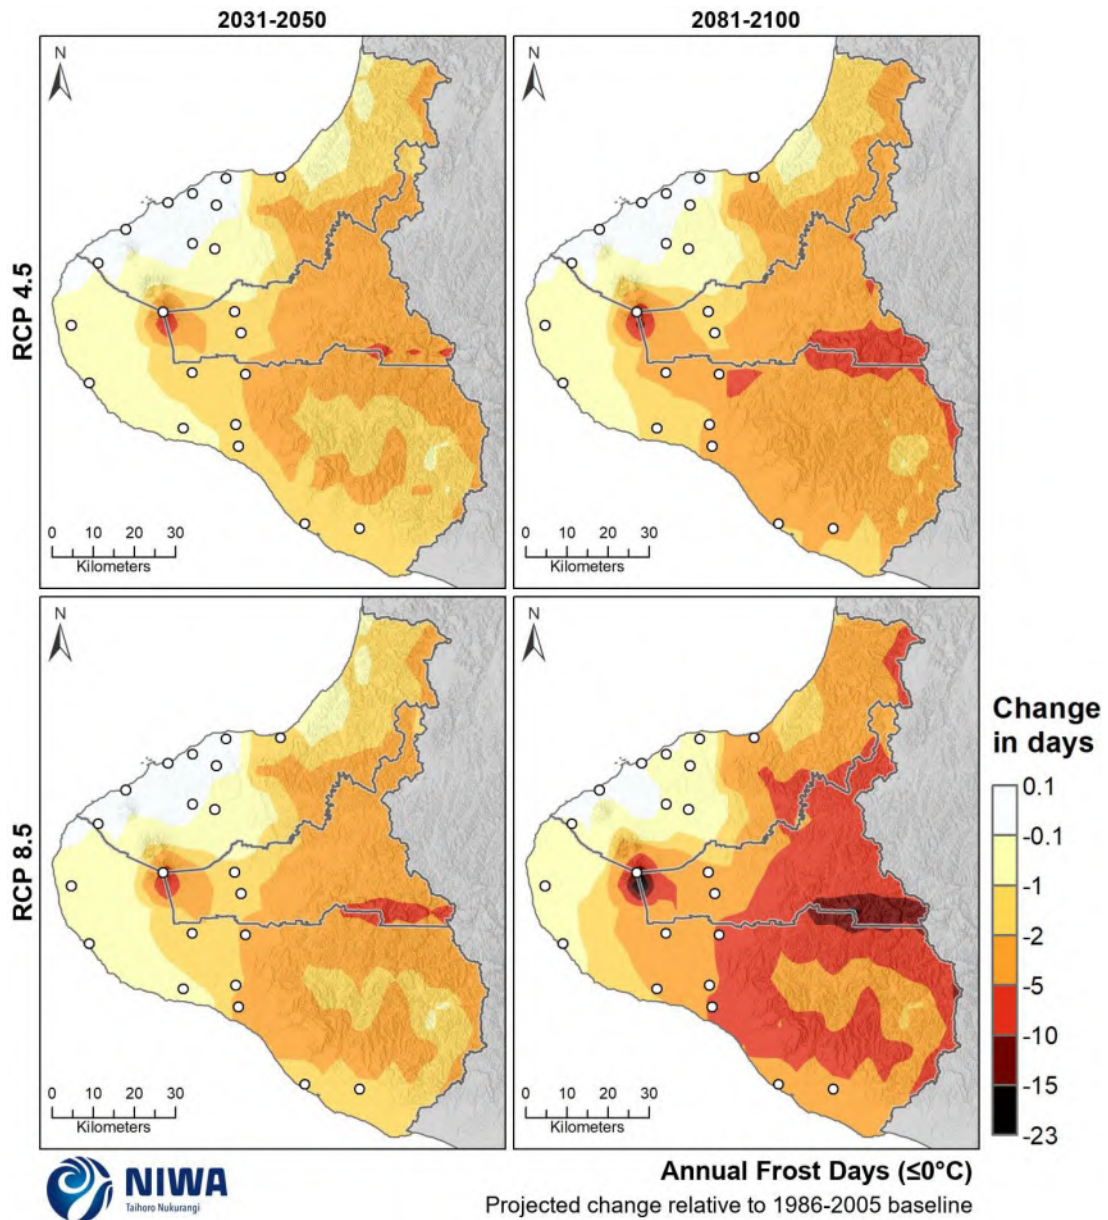 2031-2050
2081-2100
RCP 4.5
N
0 10 20 30
Kilometers
N
0 10 20 30
Kilometers
RCP 8.5
N
0 10 20 30
Kilometers
N
0 10 20 30
Kilometers
Change
in days
0.1
-0.1
-1
-2
-5
-10
-15
-23
NIWA
Taihoro Nukurangi
Annual Frost Days (≤0°C)
Projected change relative to 1986-2005 baseline